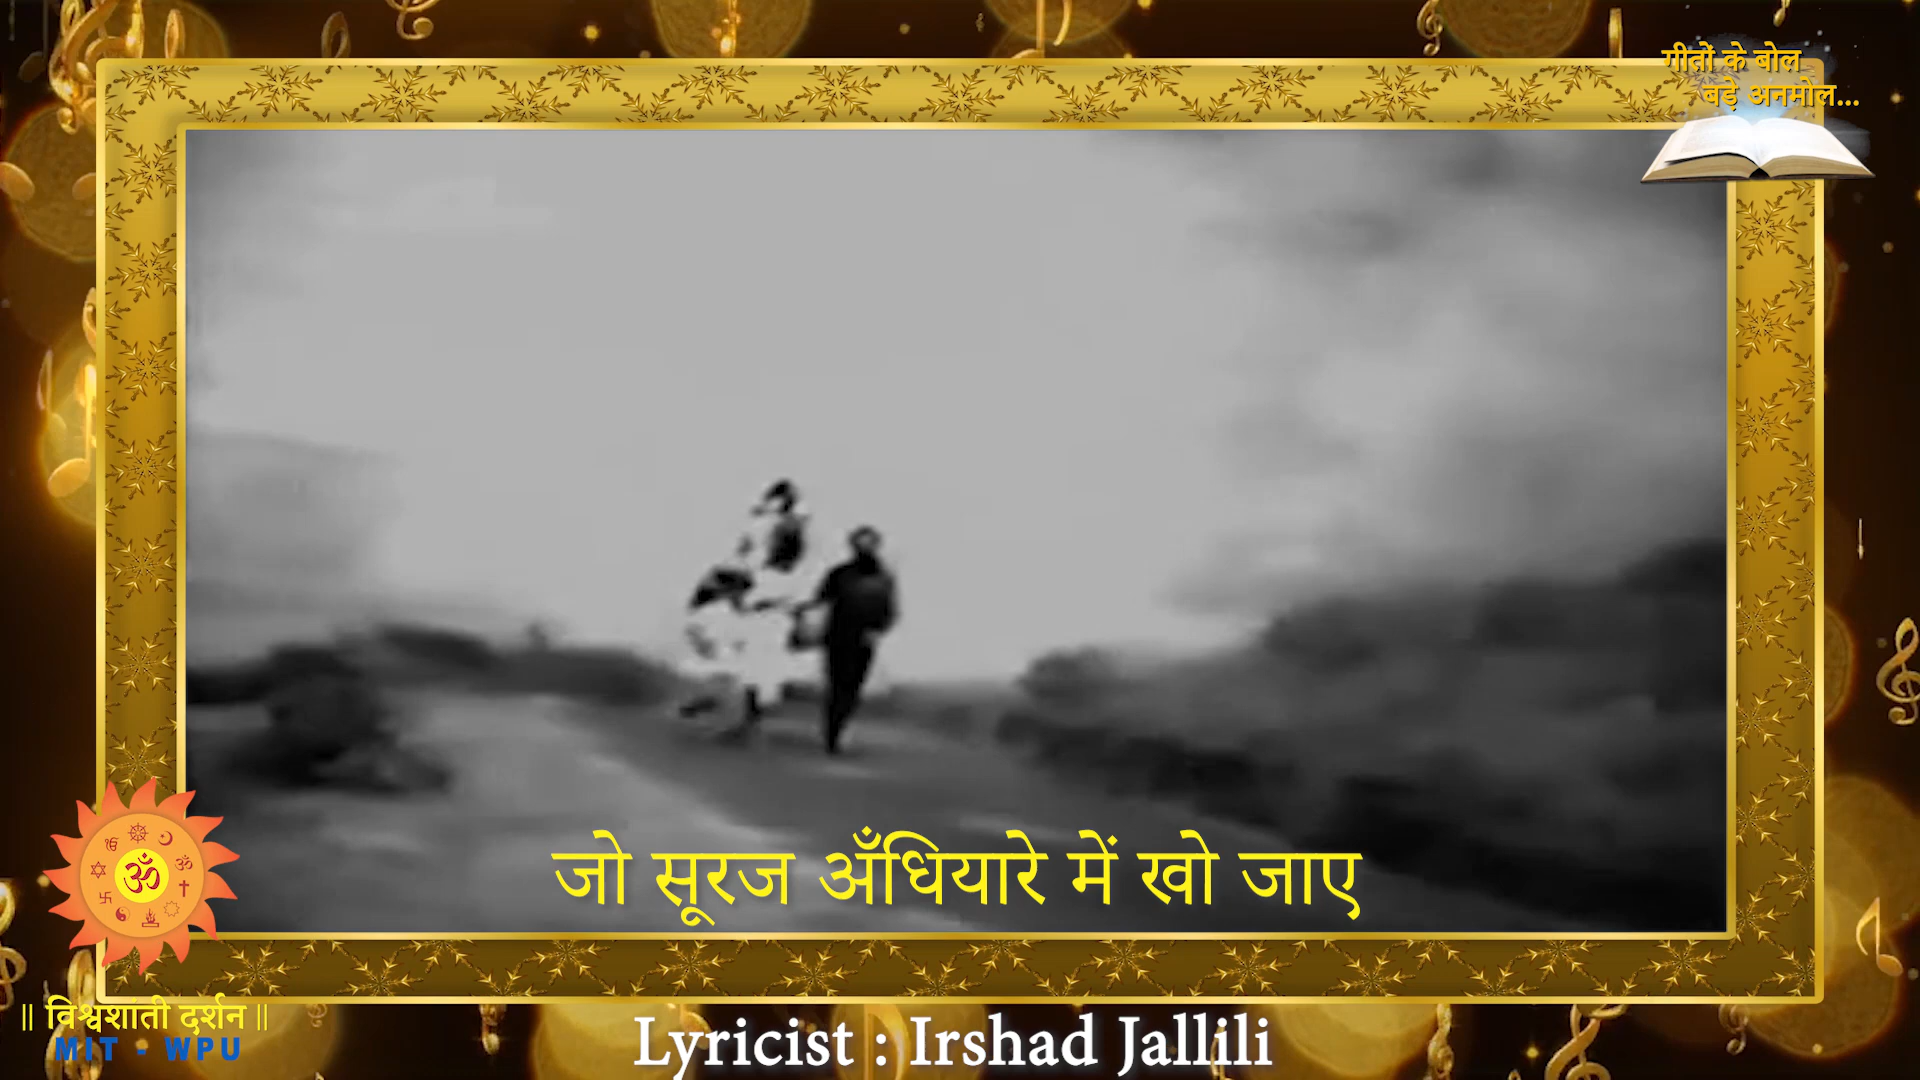 गीतों के बोल
बड़े अनमोल...
जो सूरज अँधियारे में खो जाए
|| विश्वशांती दर्शन ||
MIT - WPU
Lyricist : Irshad Jallili